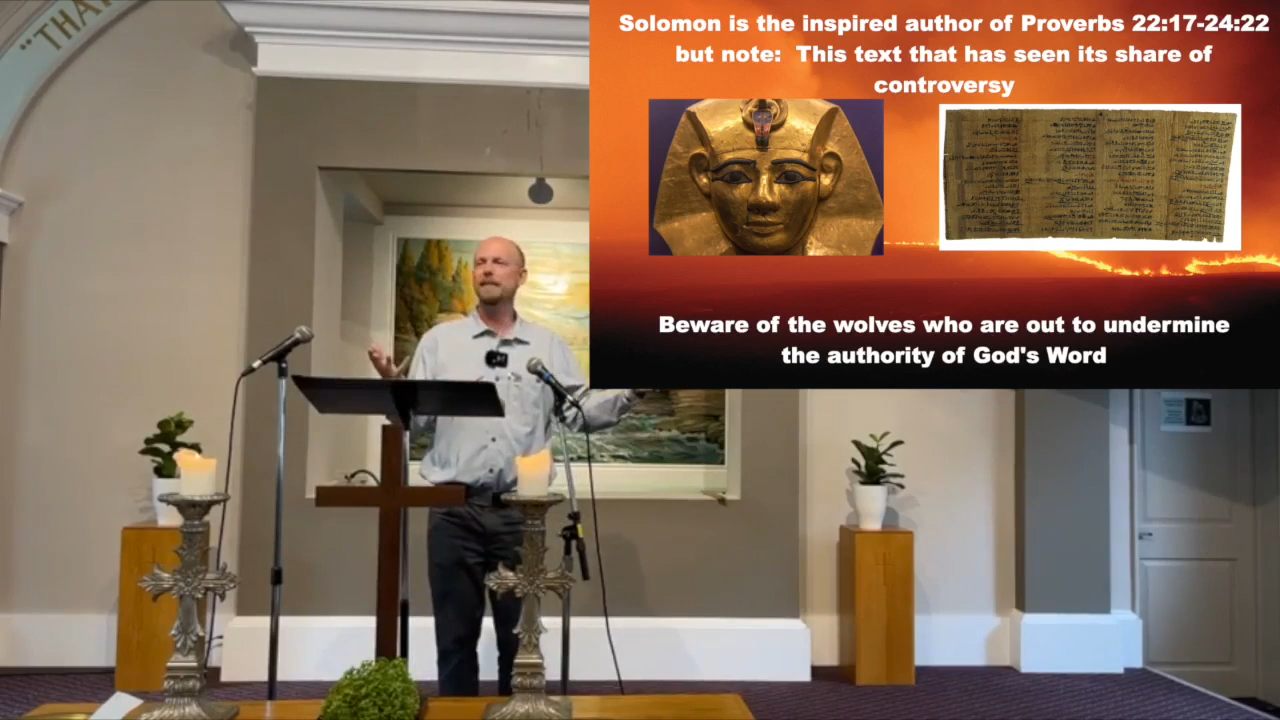 "THAT
Solomon is the inspired author of Proverbs 22:17-24:22
but note:  This text that has seen its share of
controversy
Beware of the wolves who are out to undermine
the authority of God's Word